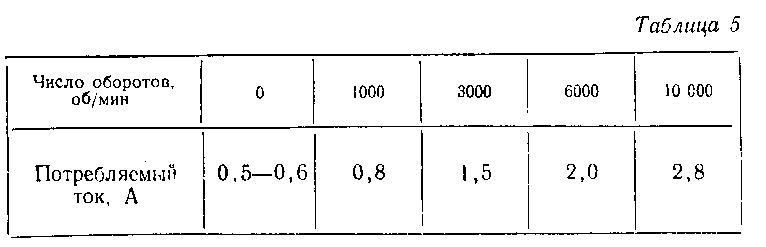 Таблица 5
Число оборотов, об/мин 0 1000 3000 6000 10 000
Потребляемый ток, А 0,5—0,6 0,8 1,5 2,0 2,8